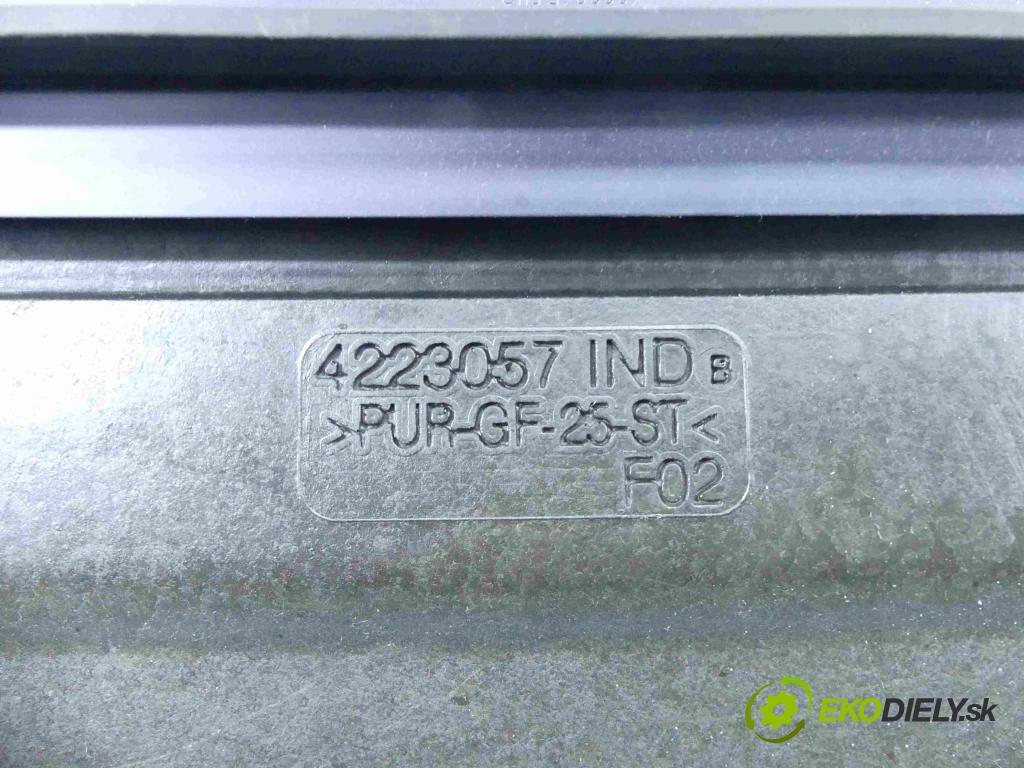 4223057 IND B
>PUR-GF-25-ST<
F02
EKODIELY.sk